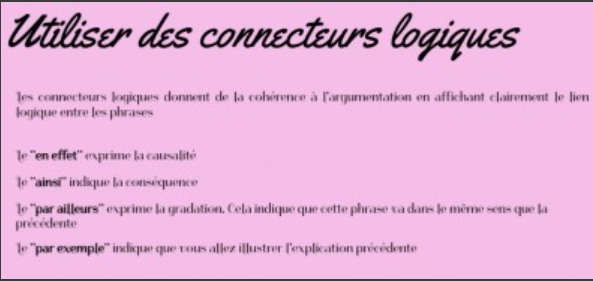 Utiliser des connecteurs logiques
Les connecteurs logiques donnent de la cohérence à l'argumentation en affichant clairement le lien
logique entre les phrases
Le "en effet" exprime la causalité
Le "ainsi" indique la conséquence
Le "par ailleurs" exprime la gradation. Cela indique que cette phrase va dans le même sens que la
précédente
Le "par exemple" indique que vous allez illustrer l'explication précédente